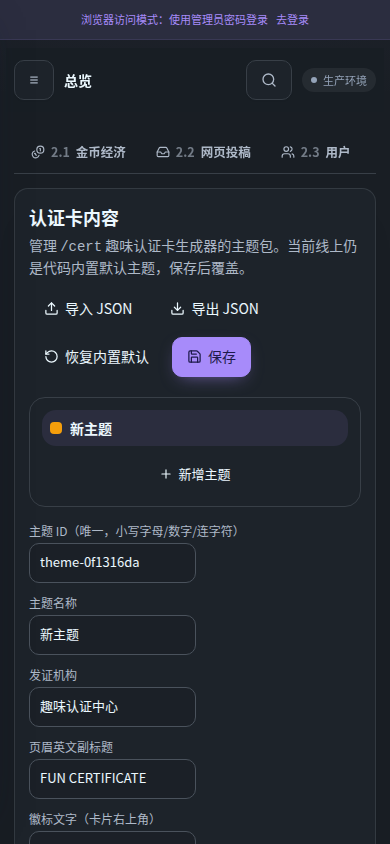 浏览器访问模式：使用管理员密码登录 去登录
总览
生产环境
2.1 金币经济 2.2 网页投稿 2.3 用户
认证卡内容
管理 /cert 趣味认证卡生成器的主题包。当前线上仍
是代码内置默认主题，保存后覆盖。
导入 JSON 导出 JSON
恢复内置默认 保存
新主题
+ 新增主题
主题 ID（唯一，小写字母/数字/连字符）
theme-0f1316da
主题名称
新主题
发证机构
趣味认证中心
页眉英文副标题
FUN CERTIFICATE
徽标文字（卡片右上角）